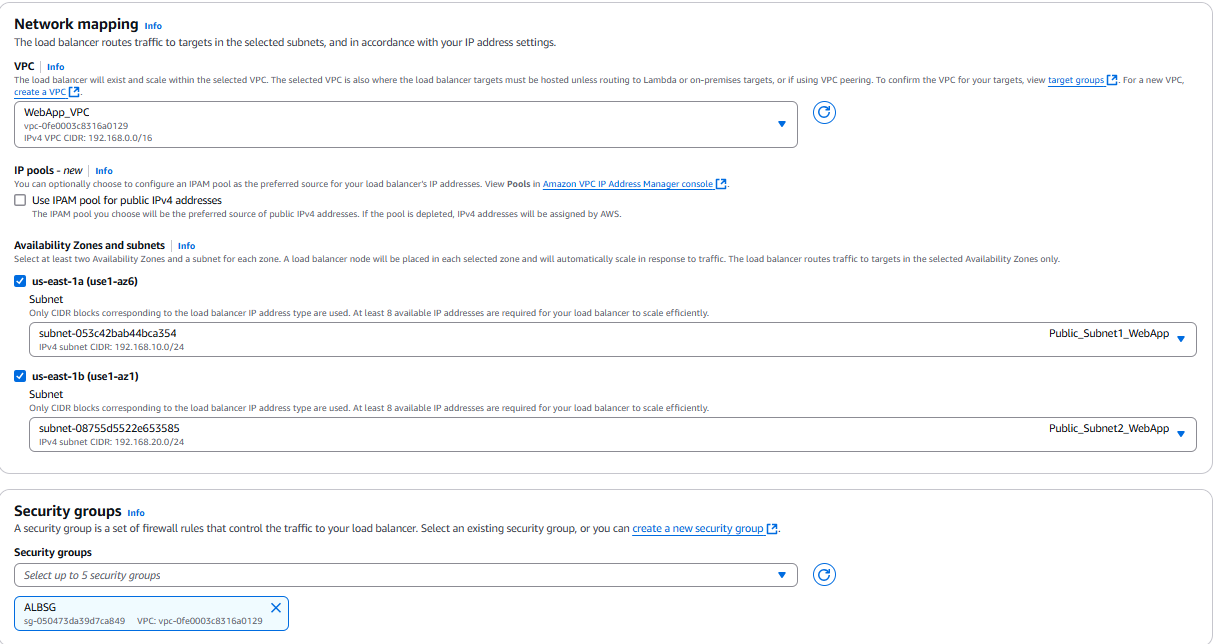 Network mapping Info
The load balancer routes traffic to targets in the selected subnets, and in accordance with your IP address settings.
VPC Info
The load balancer will exist and scale within the selected VPC. The selected VPC is also where the load balancer targets must be hosted unless routing to Lambda or on-premises targets, or if using VPC peering. To confirm the VPC for your targets, view target groups. For a new VPC,
create a VPC.
WebApp_VPC
vpc-0fe0003c8316a0129
IPv4 VPC CIDR: 192.168.0.0/16
IP pools - new Info
You can optionally choose to configure an IPAM pool as the preferred source for your load balancer's IP addresses. View Pools in Amazon VPC IP Address Manager console.
Use IPAM pool for public IPv4 addresses
The IPAM pool you choose will be the preferred source of public IPv4 addresses. If the pool is depleted, IPv4 addresses will be assigned by AWS.
Availability Zones and subnets Info
Select at least two Availability Zones and a subnet for each zone. A load balancer node will be placed in each selected zone and will automatically scale in response to traffic. The load balancer routes traffic to targets in the selected Availability Zones only.
us-east-1a (use1-az6)
Subnet
Only CIDR blocks corresponding to the load balancer IP address type are used. At least 8 available IP addresses are required for your load balancer to scale efficiently.
subnet-053c42bab44bca354 Public_Subnet1_WebApp
IPv4 subnet CIDR: 192.168.10.0/24
us-east-1b (use1-az1)
Subnet
Only CIDR blocks corresponding to the load balancer IP address type are used. At least 8 available IP addresses are required for your load balancer to scale efficiently.
subnet-08755d5522e653585 Public_Subnet2_WebApp
IPv4 subnet CIDR: 192.168.20.0/24
Security groups Info
A security group is a set of firewall rules that control the traffic to your load balancer. Select an existing security group, or you can create a new security group.
Security groups
Select up to 5 security groups
ALBSG
sg-050473da39d7ca849 VPC: vpc-0fe0003c8316a0129